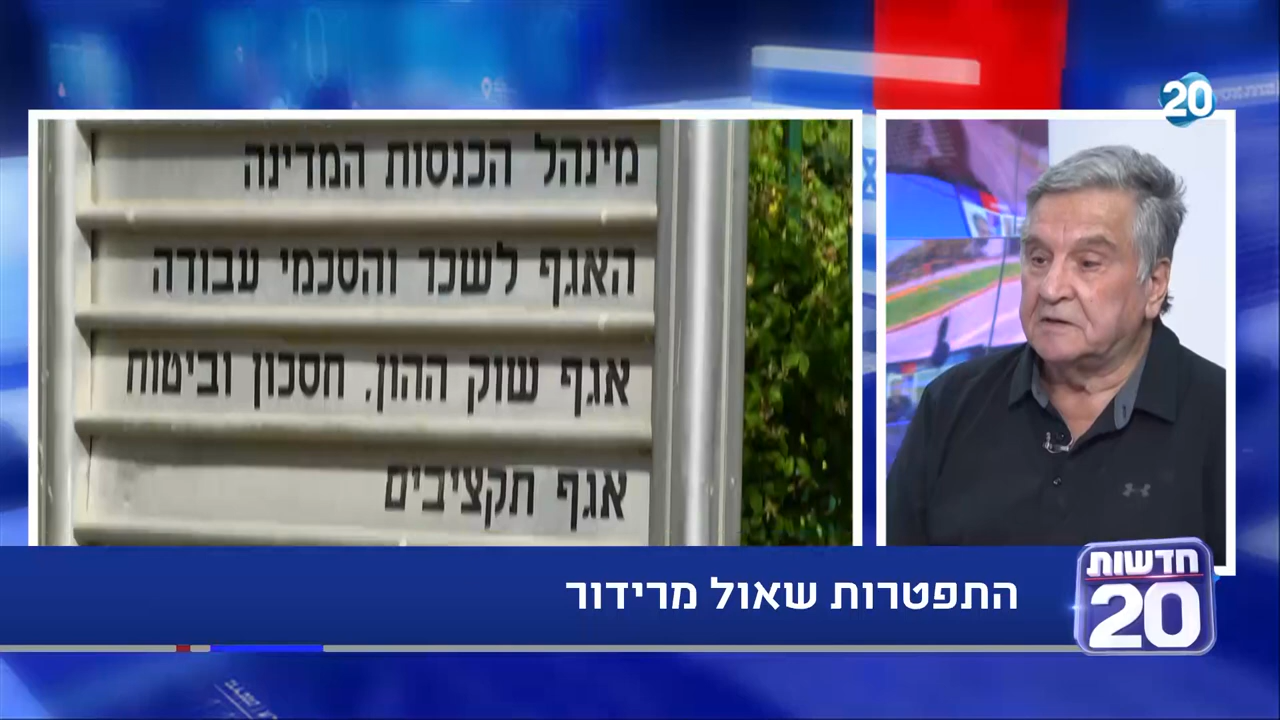 20
מינהל הכנסות המדינה
האגף לשכר והסכמי עבודה
אגף שוק ההון, חסכון וביטוח
אגף תקציבים
התפטרות שאול מרידור
חדשות
20